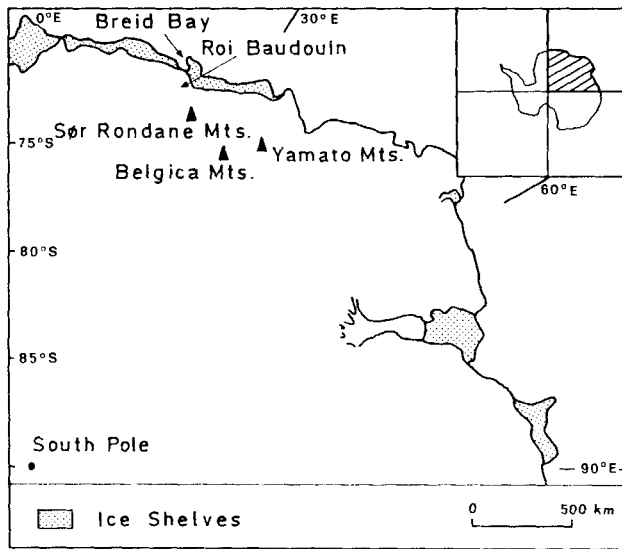 0°E
30°E
Breid Bay
Roi Baudouin
75°S
Sør Rondane Mts.
Yamato Mts.
Belgica Mts.
60°E
80°S
85°S
South Pole
90°E
0 500 km
Ice Shelves